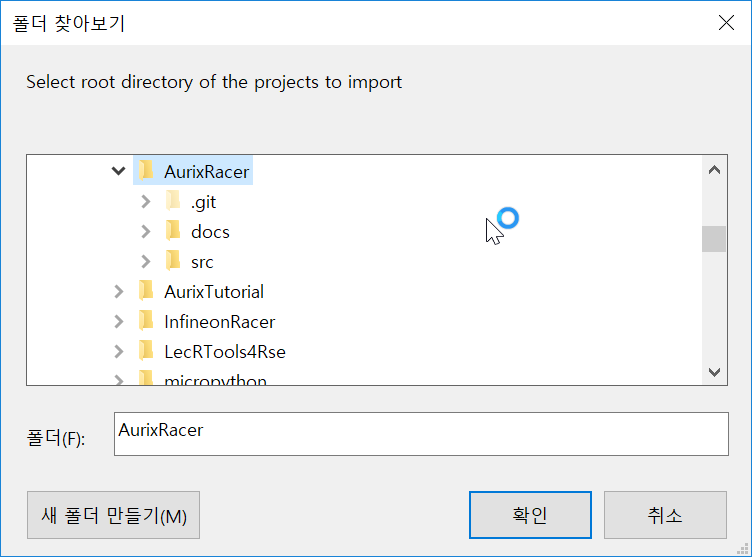 폴더 찾아보기
Select root directory of the projects to import
AurixRacer
.git
docs
src
AurixTutorial
InfineonRacer
LecRTools4Rse
micropython
폴더(F):
AurixRacer
새 폴더 만들기(M)
확인
취소